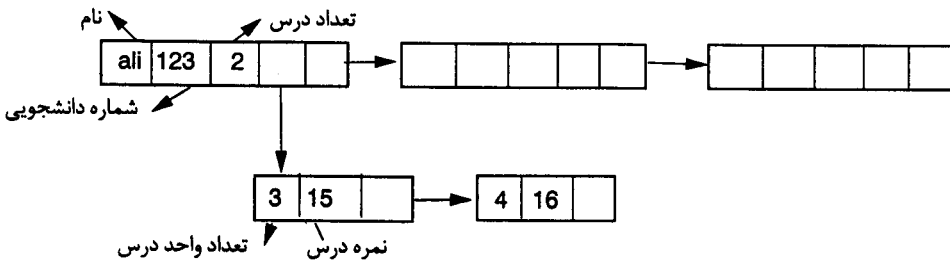 نام
تعداد درس
ali 123 2
شماره دانشجویی
3 15
4 16
تعداد واحد درس
نمره درس